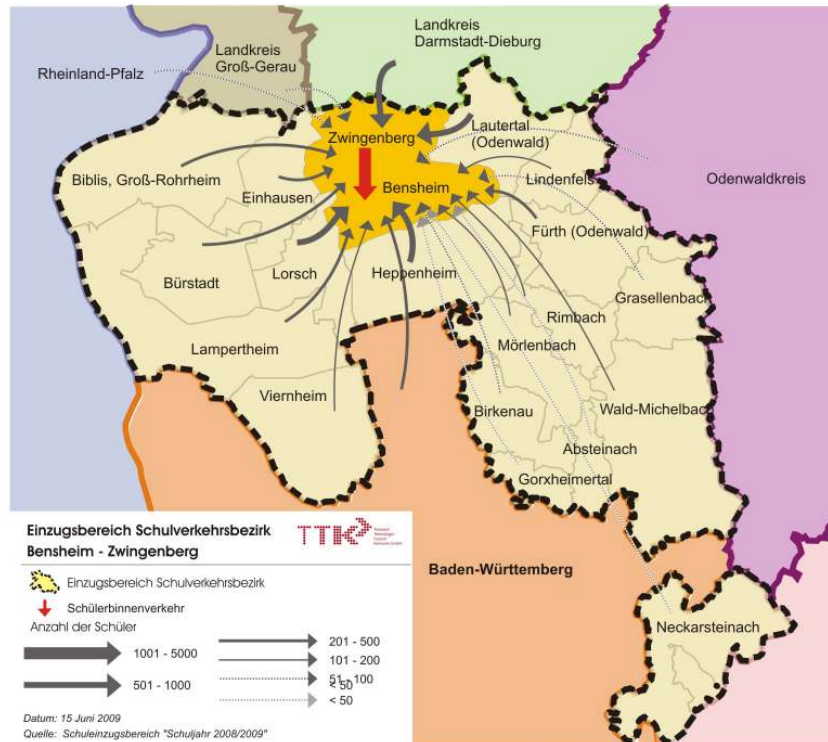 Landkreis
Darmstadt-Dieburg
Landkreis
Groß-Gerau
Rheinland-Pfalz
Zwingenberg
Lautertal
(Odenwald)
Biblis, Groß-Rohrheim
Einhausen
Bensheim
Lindenfels
Odenwaldkreis
Fürth (Odenwald)
Bürstadt
Lorsch
Heppenheim
Grasellenbach
Rimbach
Lampertheim
Mörlenbach
Viernheim
Birkenau
Wald-Michelbach
Absteinach
Gorxheimertal
Baden-Württemberg
Neckarsteinach
Einzugsbereich Schulverkehrsbezirk
Bensheim - Zwingenberg
TTK
Einzugsbereich Schulverkehrsbezirk
Schülerbinnenverkehr
Anzahl der Schüler
1001 - 5000
501 - 1000
201 - 500
101 - 200
51 - 100
< 50
< 50
Datum: 15 Juni 2009
Quelle: Schuleinzugsbereich "Schuljahr 2008/2009"